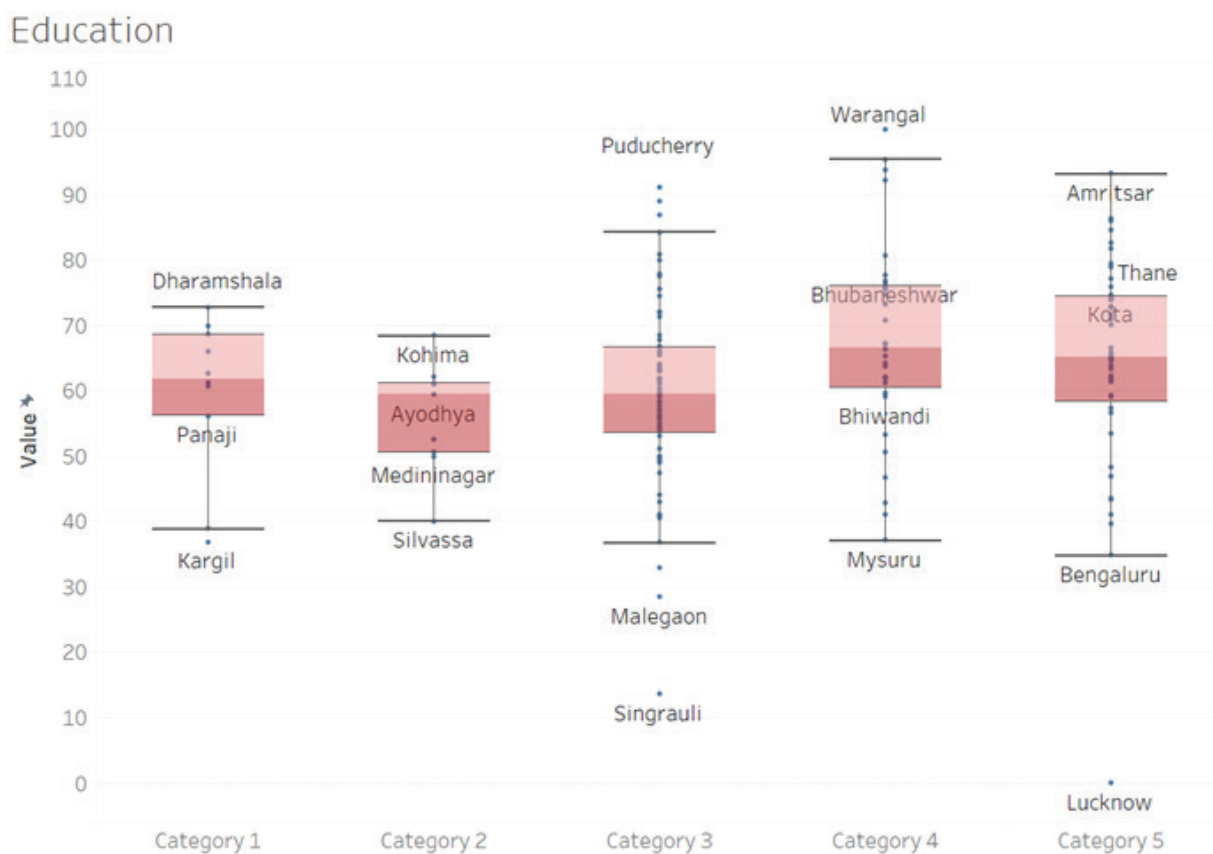 Education
110
100
90
80
70
60
50
40
30
20
10
0
Value
Dharamshala
Panaji
Kargil
Kohima
Ayodhya
Medininagar
Silvassa
Puducherry
Malegaon
Singrauli
Warangal
Bhubaneshwar
Bhiwandi
Mysuru
Amritsar
Thane
Kota
Bengaluru
Lucknow
Category 1
Category 2
Category 3
Category 4
Category 5